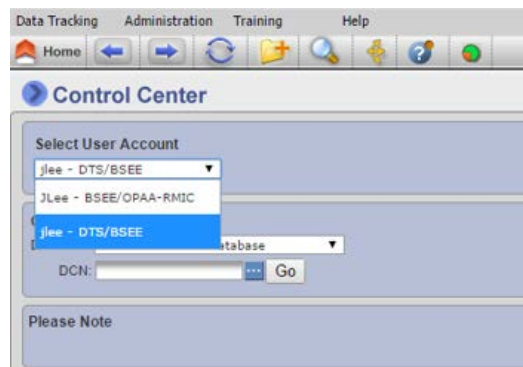 Data Tracking Administration Training Help
Home
Control Center
Select User Account
jlee - DTS/BSEE
JLee - BSEE/OPAA-RMIC
jlee - DTS/BSEE
DCN:
Go
Please Note